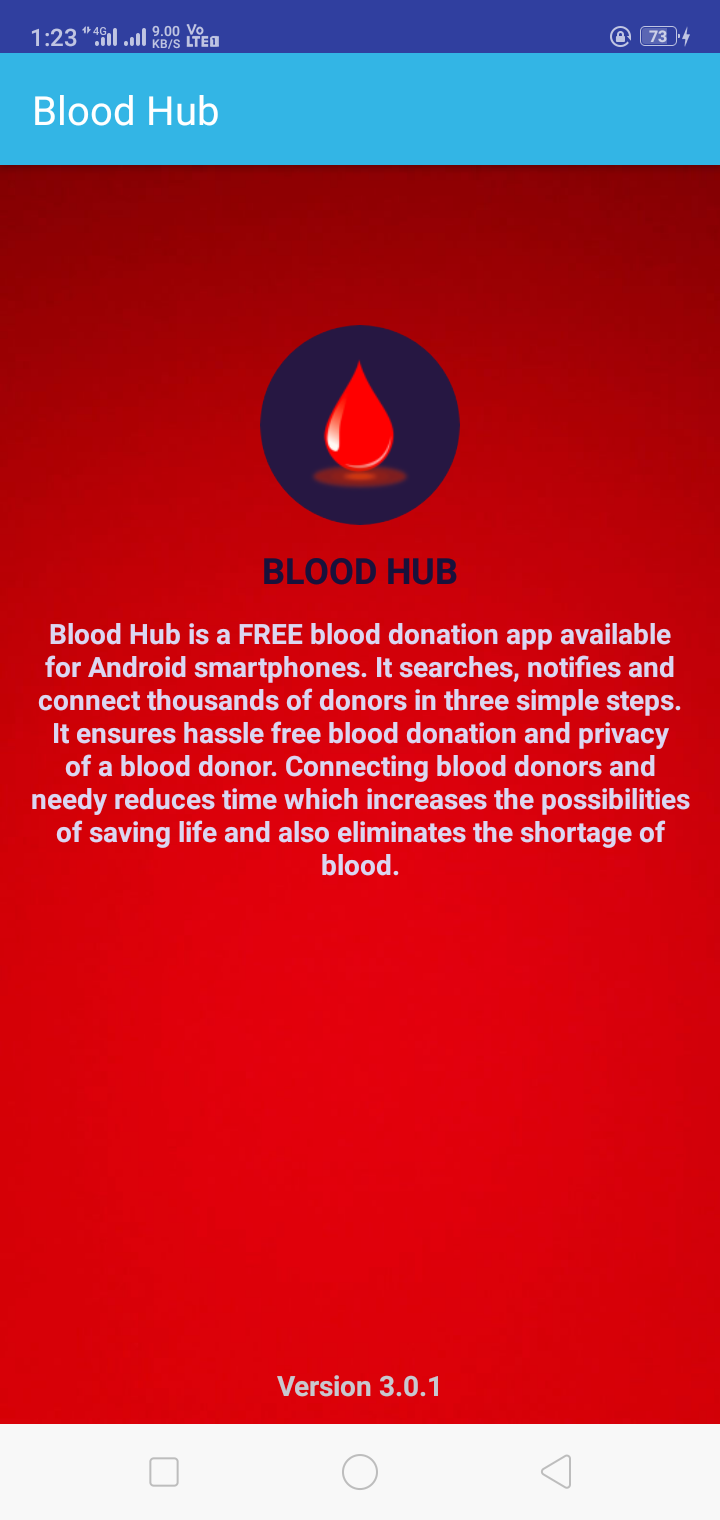 1:23 4G 9.00 KB/S Vo LTE 1 73
Blood Hub
BLOOD HUB
Blood Hub is a FREE blood donation app available
for Android smartphones. It searches, notifies and
connect thousands of donors in three simple steps.
It ensures hassle free blood donation and privacy
of a blood donor. Connecting blood donors and
needy reduces time which increases the possibilities
of saving life and also eliminates the shortage of
blood.
Version 3.0.1